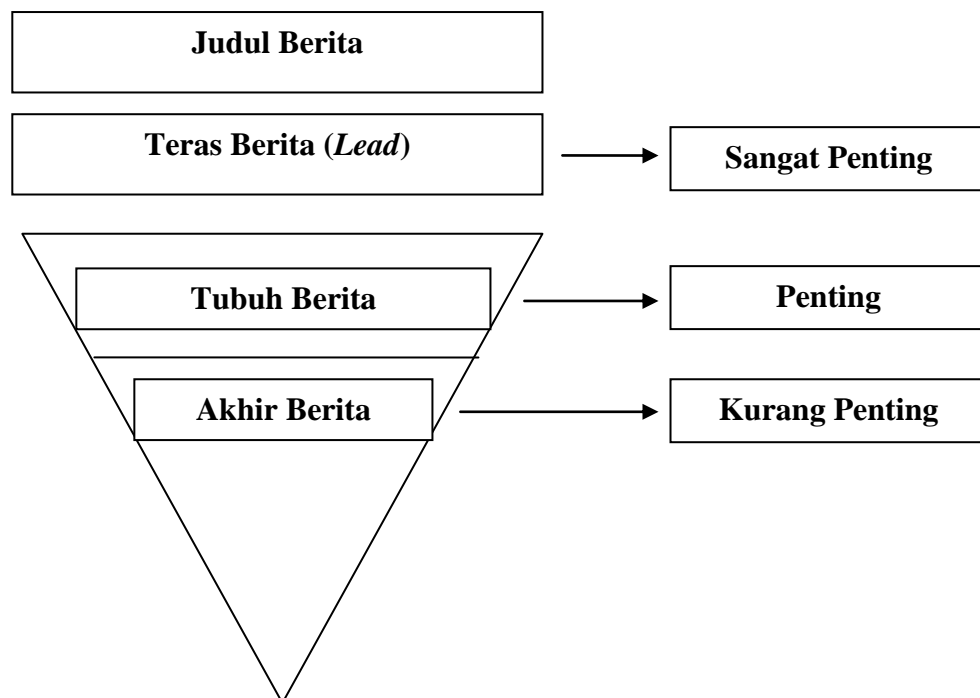 Judul Berita
Teras Berita (Lead)
Sangat Penting
Tubuh Berita
Penting
Akhir Berita
Kurang Penting